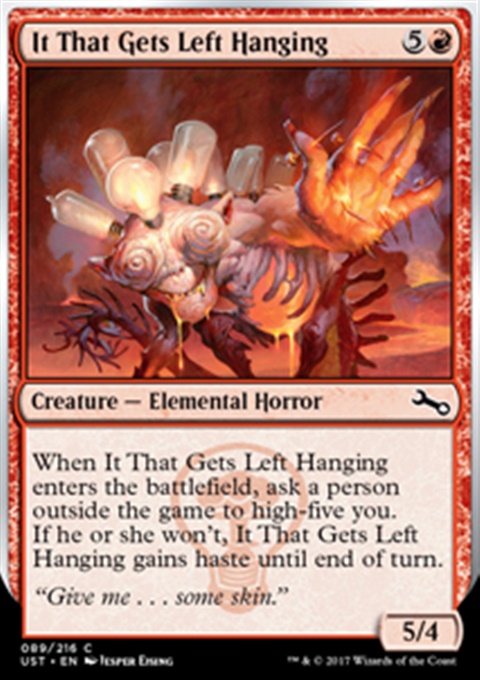 It That Gets Left Hanging 5
Creature — Elemental Horror
When It That Gets Left Hanging
enters the battlefield, ask a person
outside the game to high-five you.
If he or she won't, It That Gets Left
Hanging gains haste until end of turn.
"Give me . . . some skin."
5/4
089/216 C
UST • EN Jesper Ejsing
™ & © 2017 Wizards of the Coast